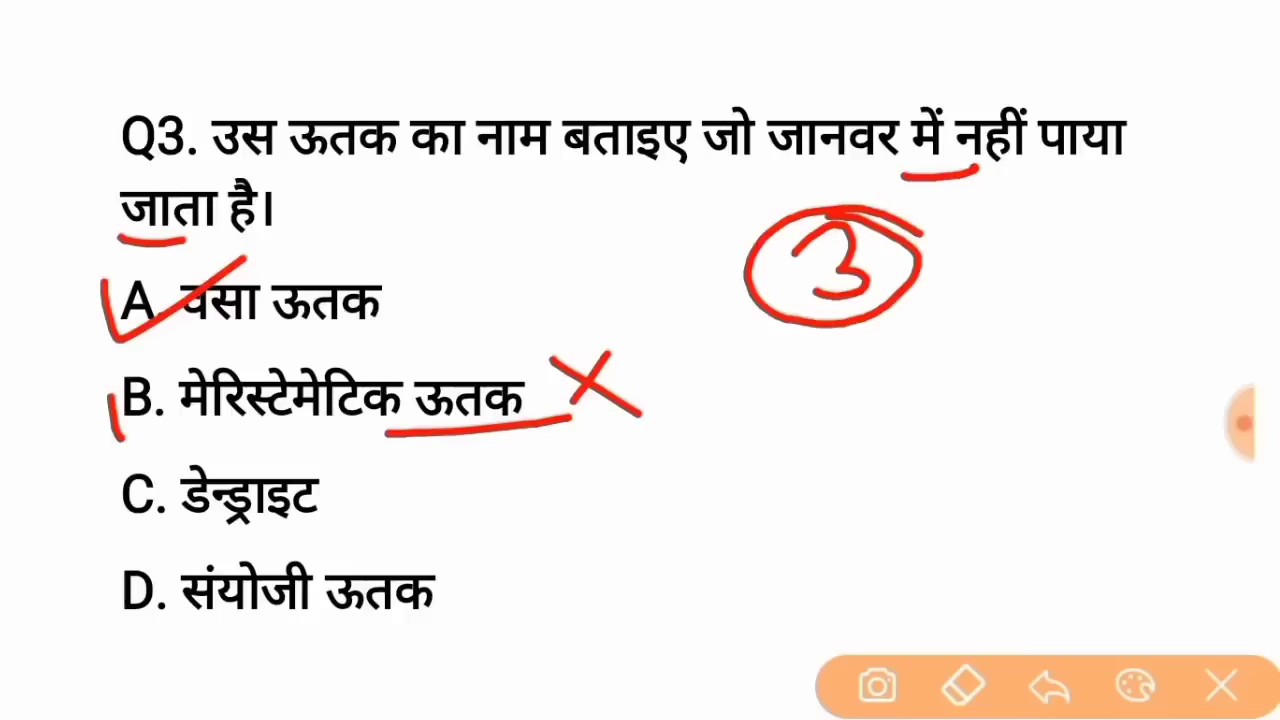 Q3. उस ऊतक का नाम बताइए जो जानवर में नहीं पाया
जाता है।
3
A. वसा ऊतक
B. मेरिस्टेमेटिक ऊतक
C. डेन्ड्राइट
D. संयोजी ऊतक